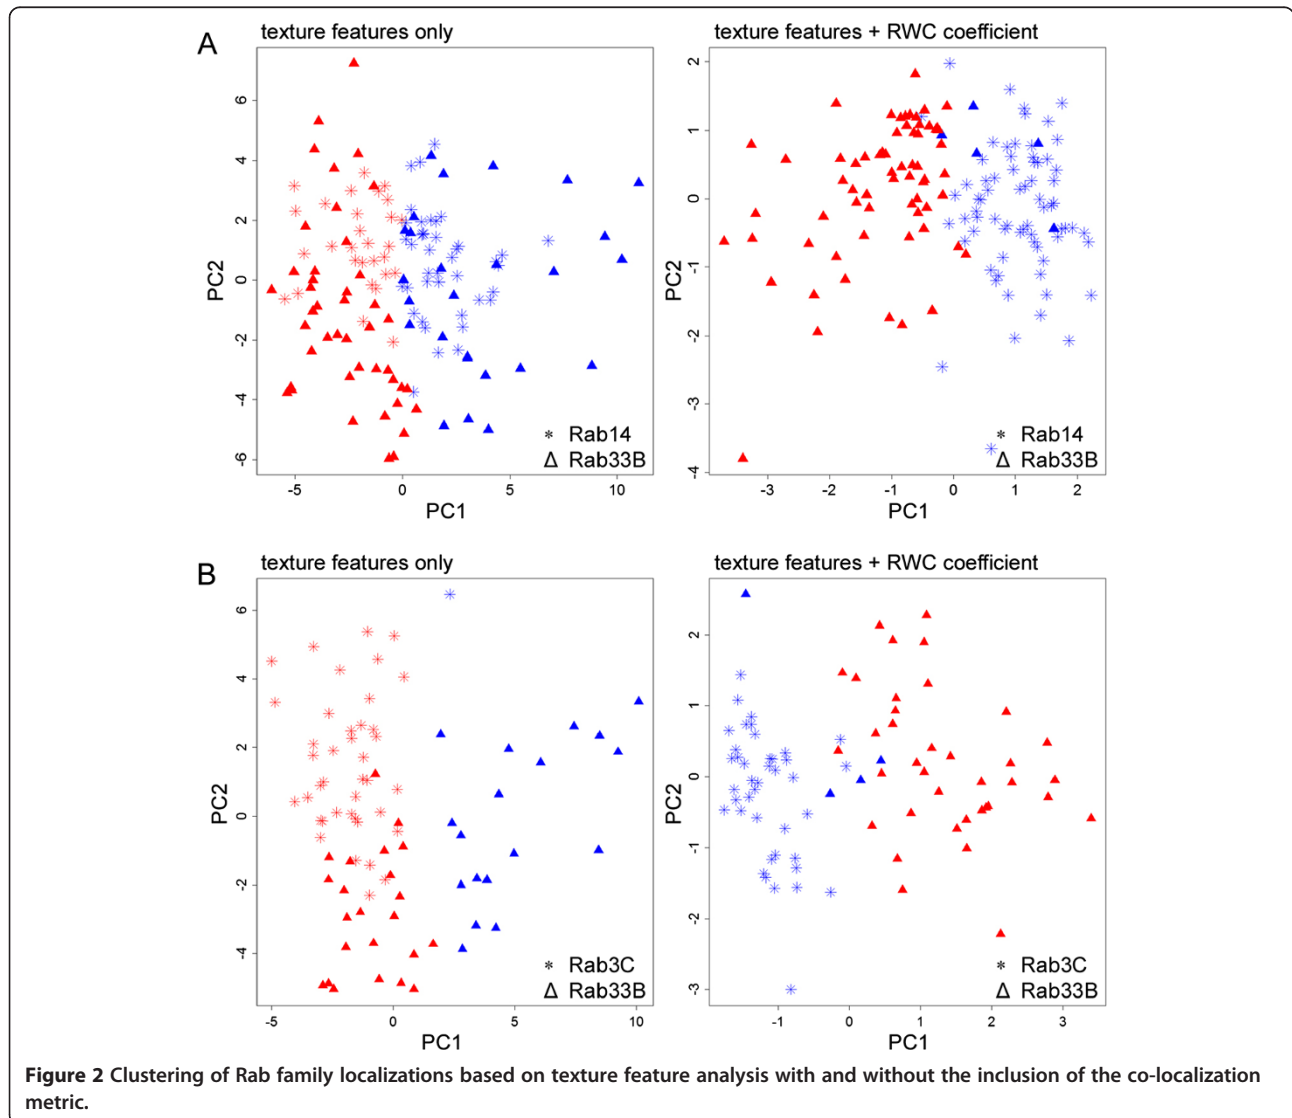 A
texture features only
6
4
2
0
-2
-4
-6
PC2
-5
0
5
10
PC1
* Rab14
Δ Rab33B
texture features + RWC coefficient
2
1
0
-1
-2
-3
-4
PC2
-3
-2
-1
0
1
2
PC1
* Rab14
Δ Rab33B
B
texture features only
6
4
2
0
-2
-4
PC2
-5
0
5
10
PC1
* Rab3C
Δ Rab33B
texture features + RWC coefficient
2
1
0
-1
-2
-3
PC2
-1
0
1
2
3
PC1
* Rab3C
Δ Rab33B
Figure 2 Clustering of Rab family localizations based on texture feature analysis with and without the inclusion of the co-localization
metric.